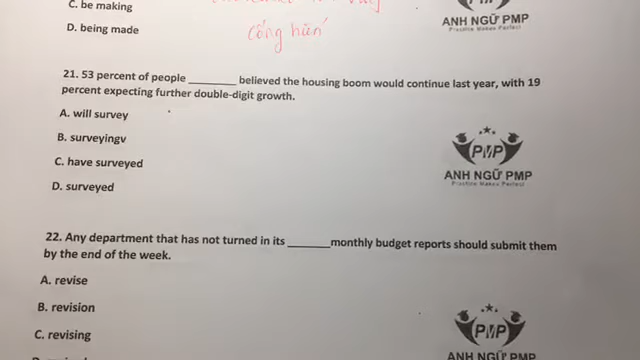 C. be making
D. being made
cống hiến
ANH NGỮ PMP
Practice Makes Perfect
21. 53 percent of people ________ believed the housing boom would continue last year, with 19
percent expecting further double-digit growth.
A. will survey
B. surveyingv
C. have surveyed
D. surveyed
PMP
ANH NGỮ PMP
Practice Makes Perfect
22. Any department that has not turned in its _______monthly budget reports should submit them
by the end of the week.
A. revise
B. revision
C. revising
PMP
ANH NGỮ PMP